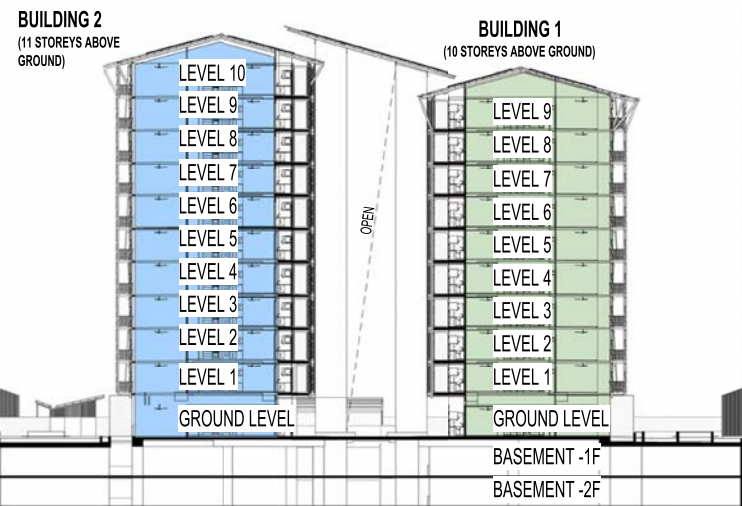 BUILDING 2
(11 STOREYS ABOVE
GROUND)
BUILDING 1
(10 STOREYS ABOVE GROUND)
LEVEL 10
LEVEL 9
LEVEL 8
LEVEL 7
LEVEL 6
LEVEL 5
LEVEL 4
LEVEL 3
LEVEL 2
LEVEL 1
GROUND LEVEL
OPEN
LEVEL 9
LEVEL 8
LEVEL 7
LEVEL 6
LEVEL 5
LEVEL 4
LEVEL 3
LEVEL 2
LEVEL 1
GROUND LEVEL
BASEMENT -1F
BASEMENT -2F